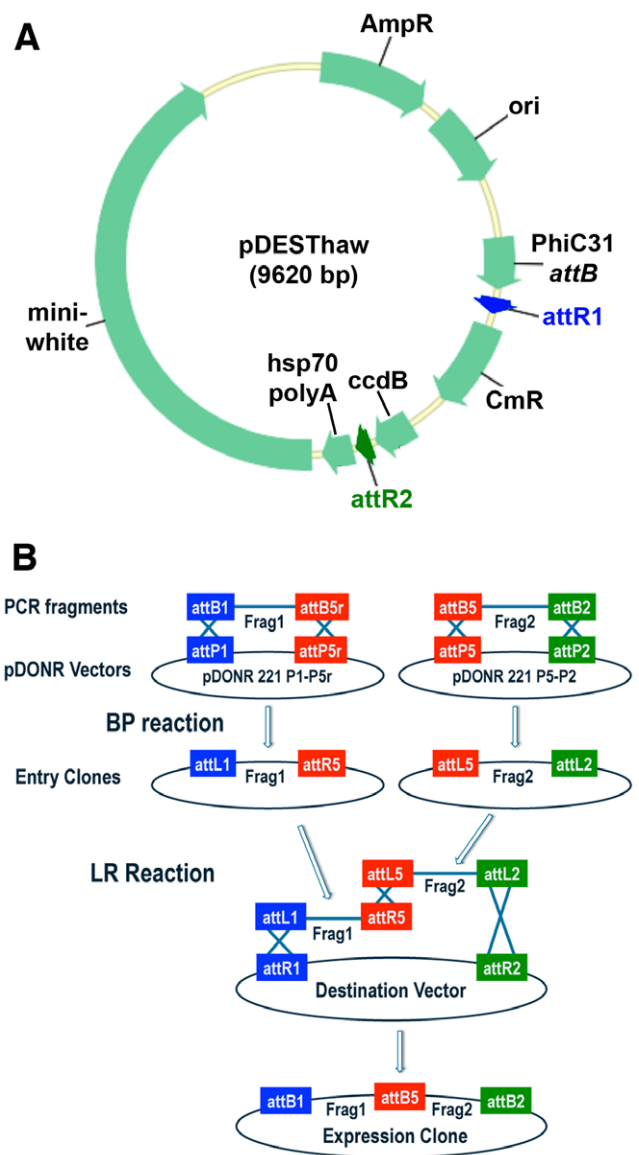 A
AmpR
ori
pDESThaw
(9620 bp)
PhiC31
attB
attR1
mini-
white
hsp70
polyA
ccdB
CmR
attR2
B
PCR fragments
attB1
Frag1
attB5r
attB5
Frag2
attB2
pDONR Vectors
attP1
attP5r
attP5
attP2
pDONR 221 P1-P5r
pDONR 221 P5-P2
BP reaction
Entry Clones
attL1
Frag1
attR5
attL5
Frag2
attL2
LR Reaction
attL5
Frag2
attL2
attL1
Frag1
attR5
attR1
attR2
Destination Vector
attB1
Frag1
attB5
Frag2
attB2
Expression Clone